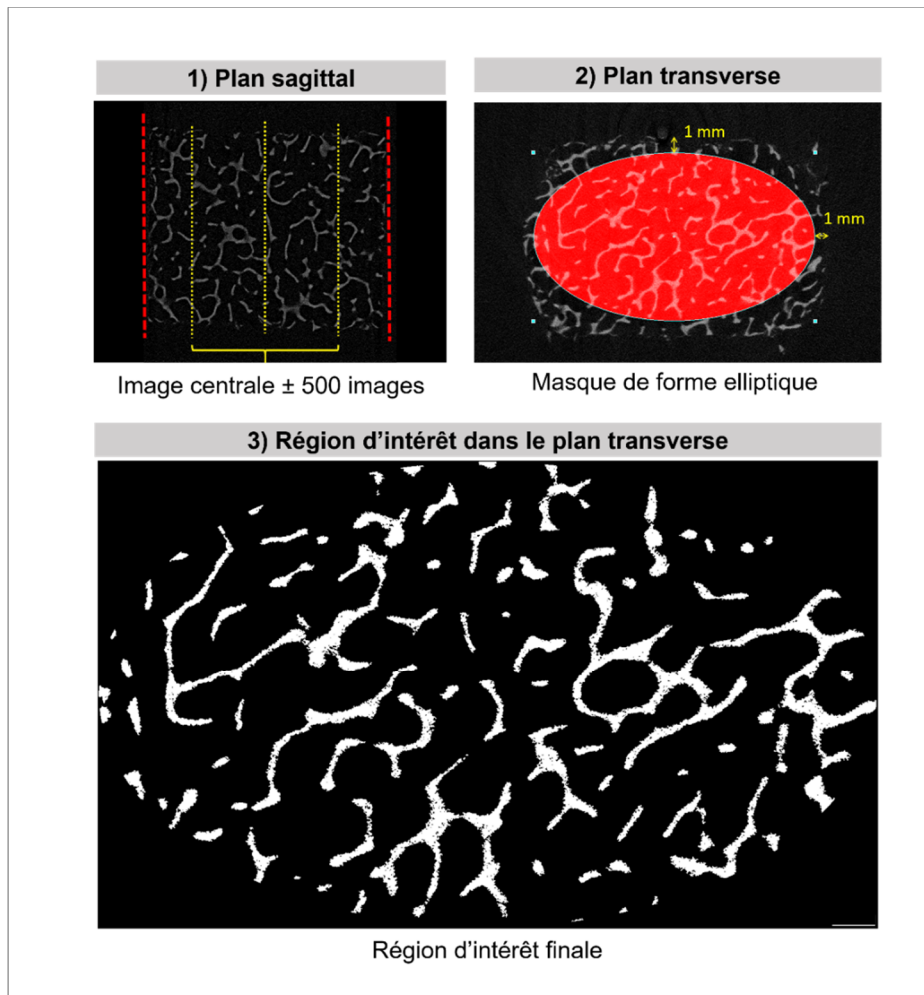 1) Plan sagittal
2) Plan transverse
1 mm
1 mm
Image centrale ± 500 images
Masque de forme elliptique
3) Région d'intérêt dans le plan transverse
Région d'intérêt finale